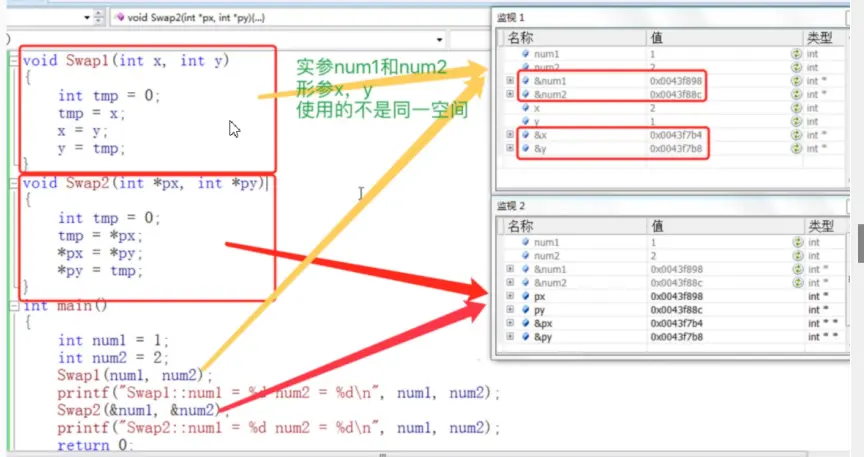 void Swap2(int *px, int *py)(...)
void Swap1(int x, int y)
{
int tmp = 0;
tmp = x;
x = y;
y = tmp;
}
void Swap2(int *px, int *py)
{
int tmp = 0;
tmp = *px;
*px = *py;
*py = tmp;
}
int main()
{
int num1 = 1;
int num2 = 2;
Swap1(num1, num2);
printf("Swap1::num1 = %d num2 = %d\n", num1, num2);
Swap2(&num1, &num2);
printf("Swap2::num1 = %d num2 = %d\n", num1, num2);
return 0;
实参num1和num2
形参x，y
使用的不是同一空间
监视 1
名称 值 类型
num1 1 int
num2 2 int
&num1 0x0043f898 int *
&num2 0x0043f88c int *
x 2 int
y 1 int
&x 0x0043f7b4 int *
&y 0x0043f7b8 int *
监视 2
名称 值 类型
num1 1 int
num2 2 int
&num1 0x0043f898 int *
&num2 0x0043f88c int *
px 0x0043f898 int *
py 0x0043f88c int *
&px 0x0043f7b4 int * *
&py 0x0043f7b8 int * *